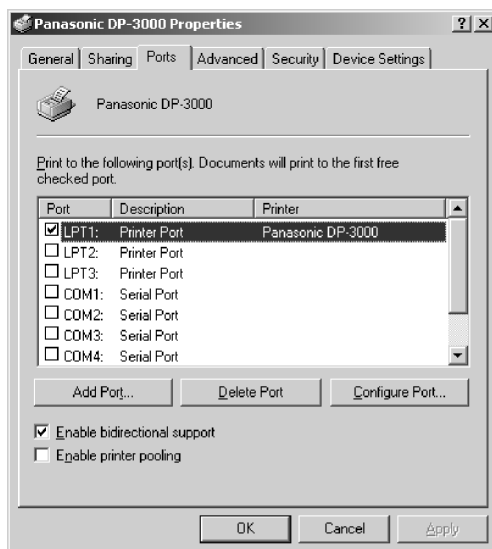 Panasonic DP-3000 Properties
General Sharing Ports Advanced Security Device Settings
Panasonic DP-3000
Print to the following port(s). Documents will print to the first free
checked port.
Port Description Printer
LPT1: Printer Port Panasonic DP-3000
LPT2: Printer Port
LPT3: Printer Port
COM1: Serial Port
COM2: Serial Port
COM3: Serial Port
COM4: Serial Port
Add Port... Delete Port Configure Port...
Enable bidirectional support
Enable printer pooling
OK Cancel Apply